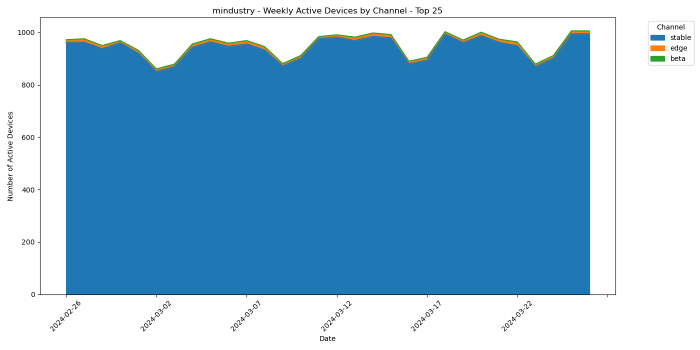 mindustry - Weekly Active Devices by Channel - Top 25
Number of Active Devices
1000
800
600
400
200
0
2024-02-26
2024-03-02
2024-03-07
2024-03-12
2024-03-17
2024-03-22
Date
Channel
stable
edge
beta